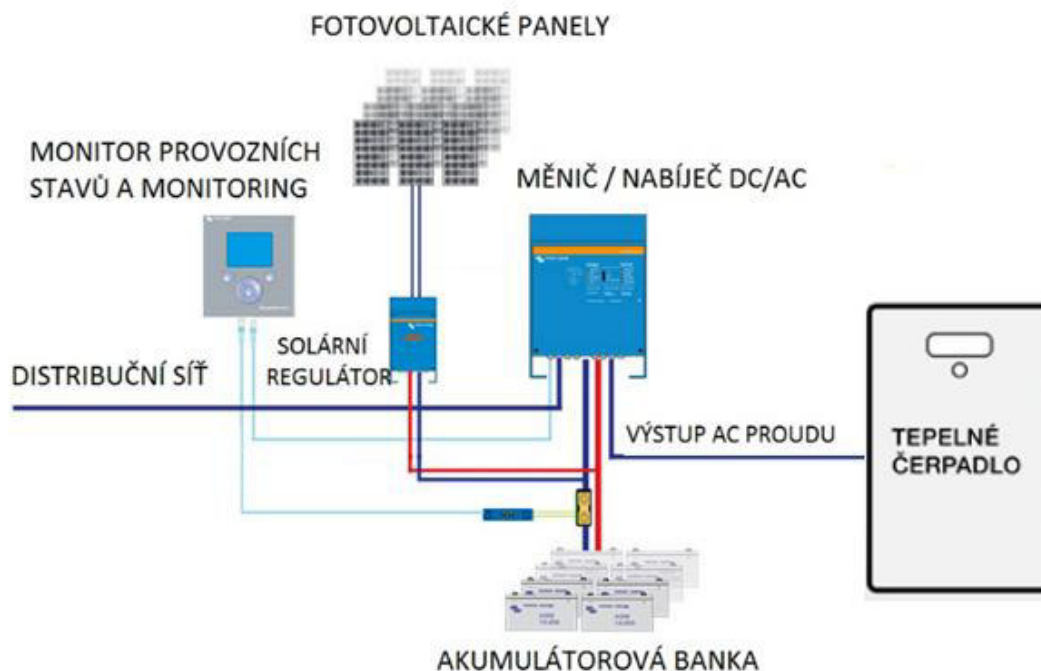 FOTOVOLTAICKÉ PANELY
MONITOR PROVOZNÍCH
STAVŮ A MONITORING
MĚNIČ / NABÍJEČ DC/AC
SOLÁRNÍ
REGULÁTOR
DISTRIBUČNÍ SÍŤ
VÝSTUP AC PROUDU
TEPELNÉ
ČERPADLO
AKUMULÁTOROVÁ BANKA